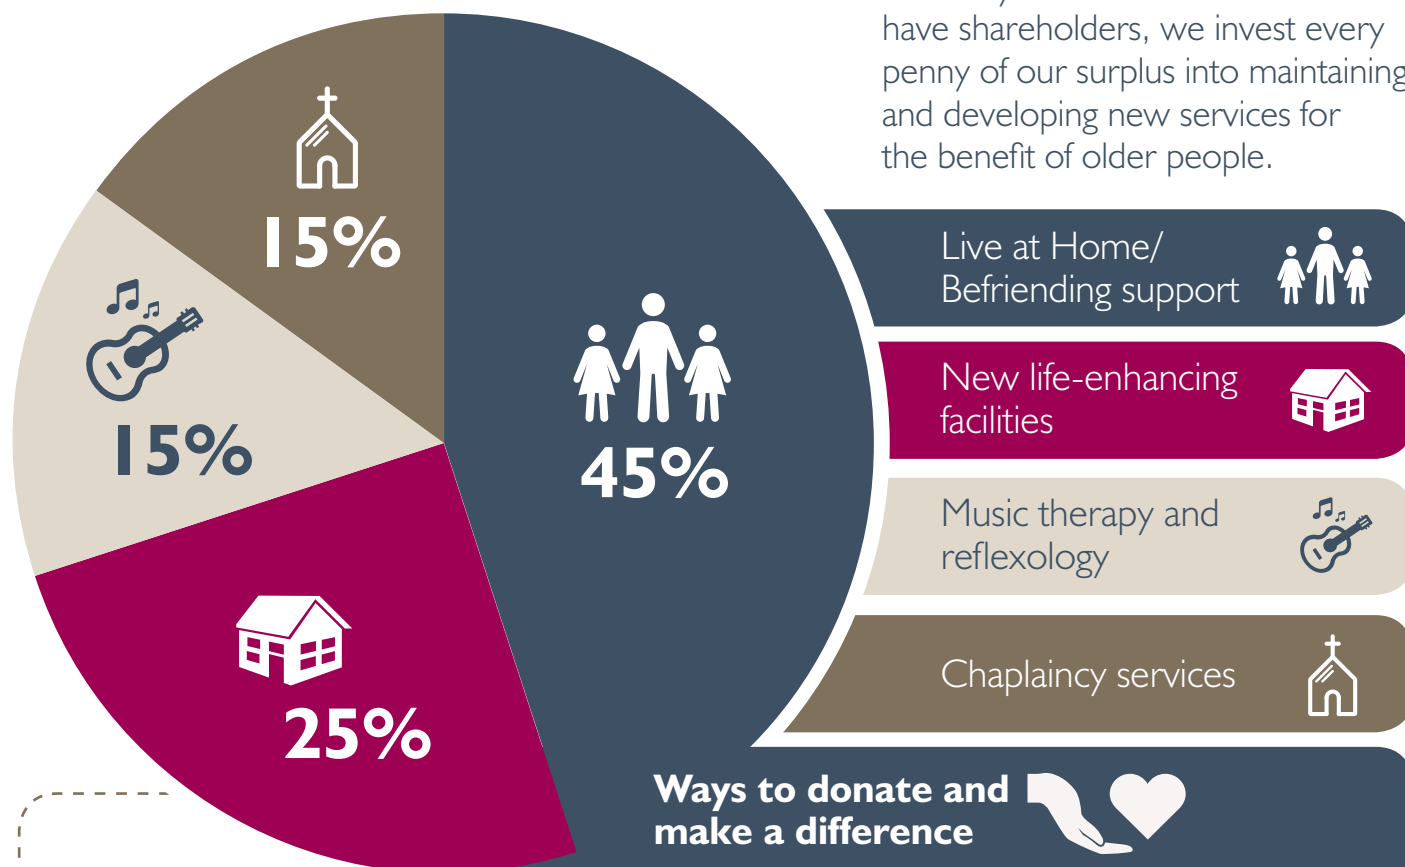 have shareholders, we invest every
penny of our surplus into maintaining
and developing new services for
the benefit of older people.
15%
15%
45%
25%
Live at Home/
Befriending support
New life-enhancing
facilities
Music therapy and
reflexology
Chaplaincy services
Ways to donate and
make a difference